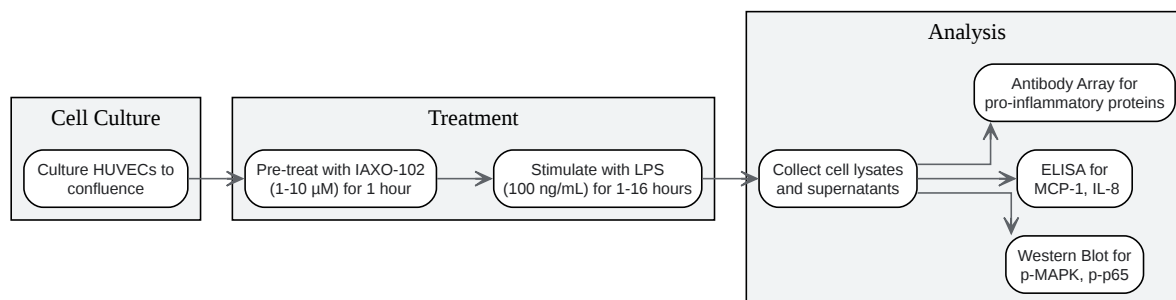 Cell Culture
Culture HUVECs to
confluence
Treatment
Pre-treat with IAXO-102
(1-10 µM) for 1 hour
Stimulate with LPS
(100 ng/mL) for 1-16 hours
Analysis
Collect cell lysates
and supernatants
Antibody Array for
pro-inflammatory proteins
ELISA for
MCP-1, IL-8
Western Blot for
p-MAPK, p-p65